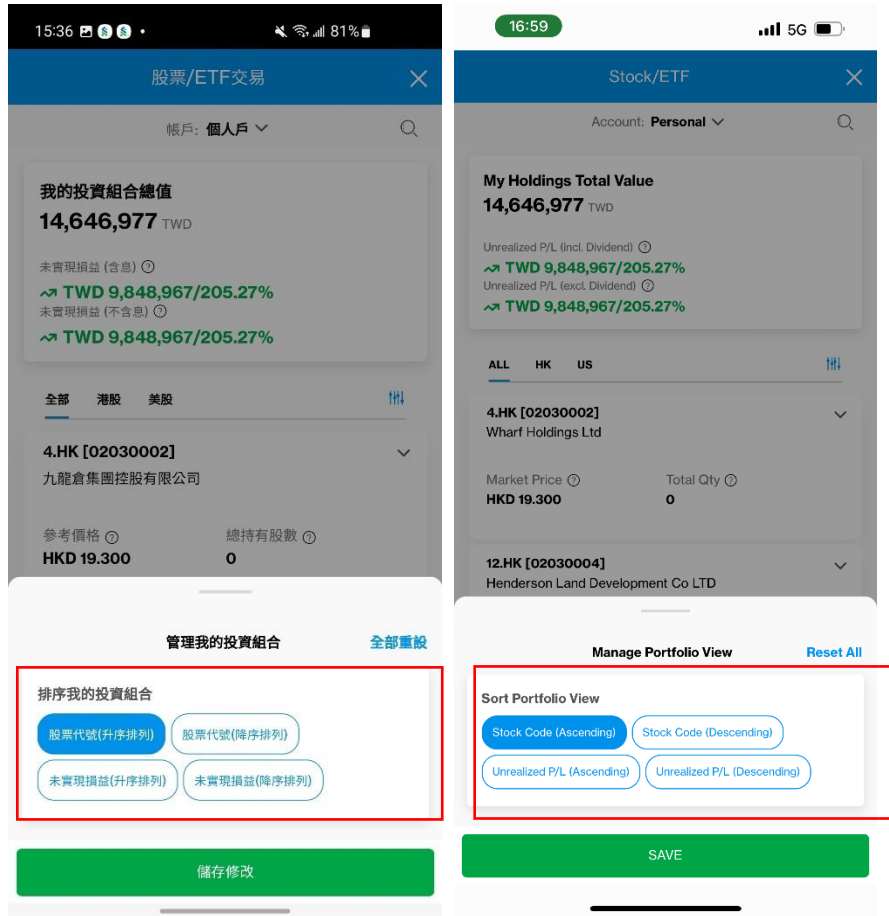 15:36 81%
股票/ETF交易
帳戶: 個人戶
我的投資組合總值
14,646,977 TWD
未實現損益 (含息)
TWD 9,848,967/205.27%
未實現損益 (不含息)
TWD 9,848,967/205.27%
全部 港股 美股
4.HK [02030002]
九龍倉集團控股有限公司
參考價格 總持有股數
HKD 19.300 0
管理我的投資組合 全部重設
排序我的投資組合
股票代號(升序排列) 股票代號(降序排列)
未實現損益(升序排列) 未實現損益(降序排列)
儲存修改
16:59 5G
Stock/ETF
Account: Personal
My Holdings Total Value
14,646,977 TWD
Unrealized P/L (incl. Dividend)
TWD 9,848,967/205.27%
Unrealized P/L (excl. Dividend)
TWD 9,848,967/205.27%
ALL HK US
4.HK [02030002]
Wharf Holdings Ltd
Market Price Total Qty
HKD 19.300 0
12.HK [02030004]
Henderson Land Development Co LTD
Manage Portfolio View Reset All
Sort Portfolio View
Stock Code (Ascending) Stock Code (Descending)
Unrealized P/L (Ascending) Unrealized P/L (Descending)
SAVE